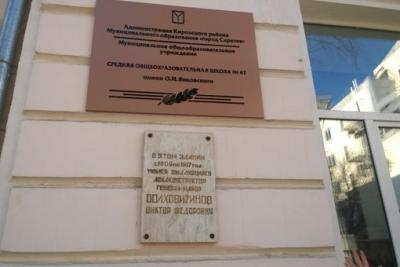 Администрация Кировского района
Муниципального образования «город Саратов»
Муниципальное общеобразовательное
учреждение
СРЕДНЯЯ ОБЩЕОБРАЗОВАТЕЛЬНАЯ ШКОЛА № 67
имени О.И. Янковского
В ЭТОМ ЗДАНИИ
УЧИЛСЯ ВЫДАЮЩИЙСЯ
АВИАКОНСТРУКТОР
ГЕНЕРАЛ-МАЙОР
БОЛХОВИТИНОВ
ВИКТОР ФЕДОРОВИЧ